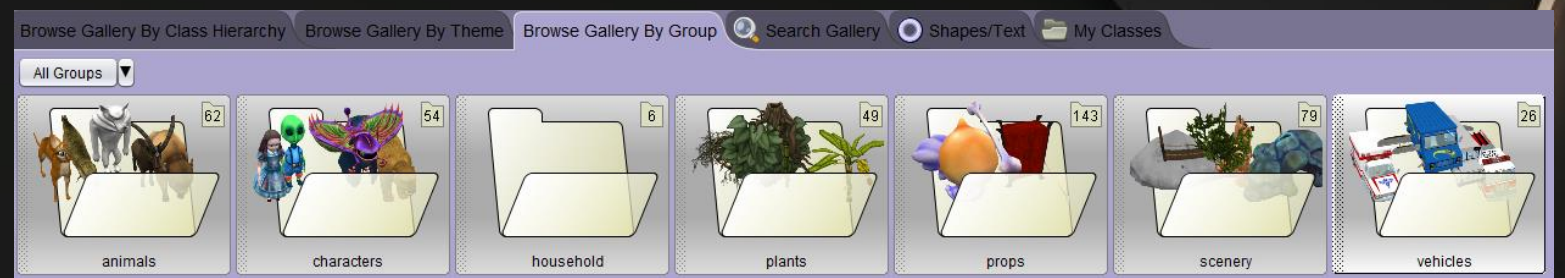 Browse Gallery By Class Hierarchy Browse Gallery By Theme Browse Gallery By Group Search Gallery Shapes/Text My Classes
All Groups
62 54 6 49 143 79 26
animals characters household plants props scenery vehicles